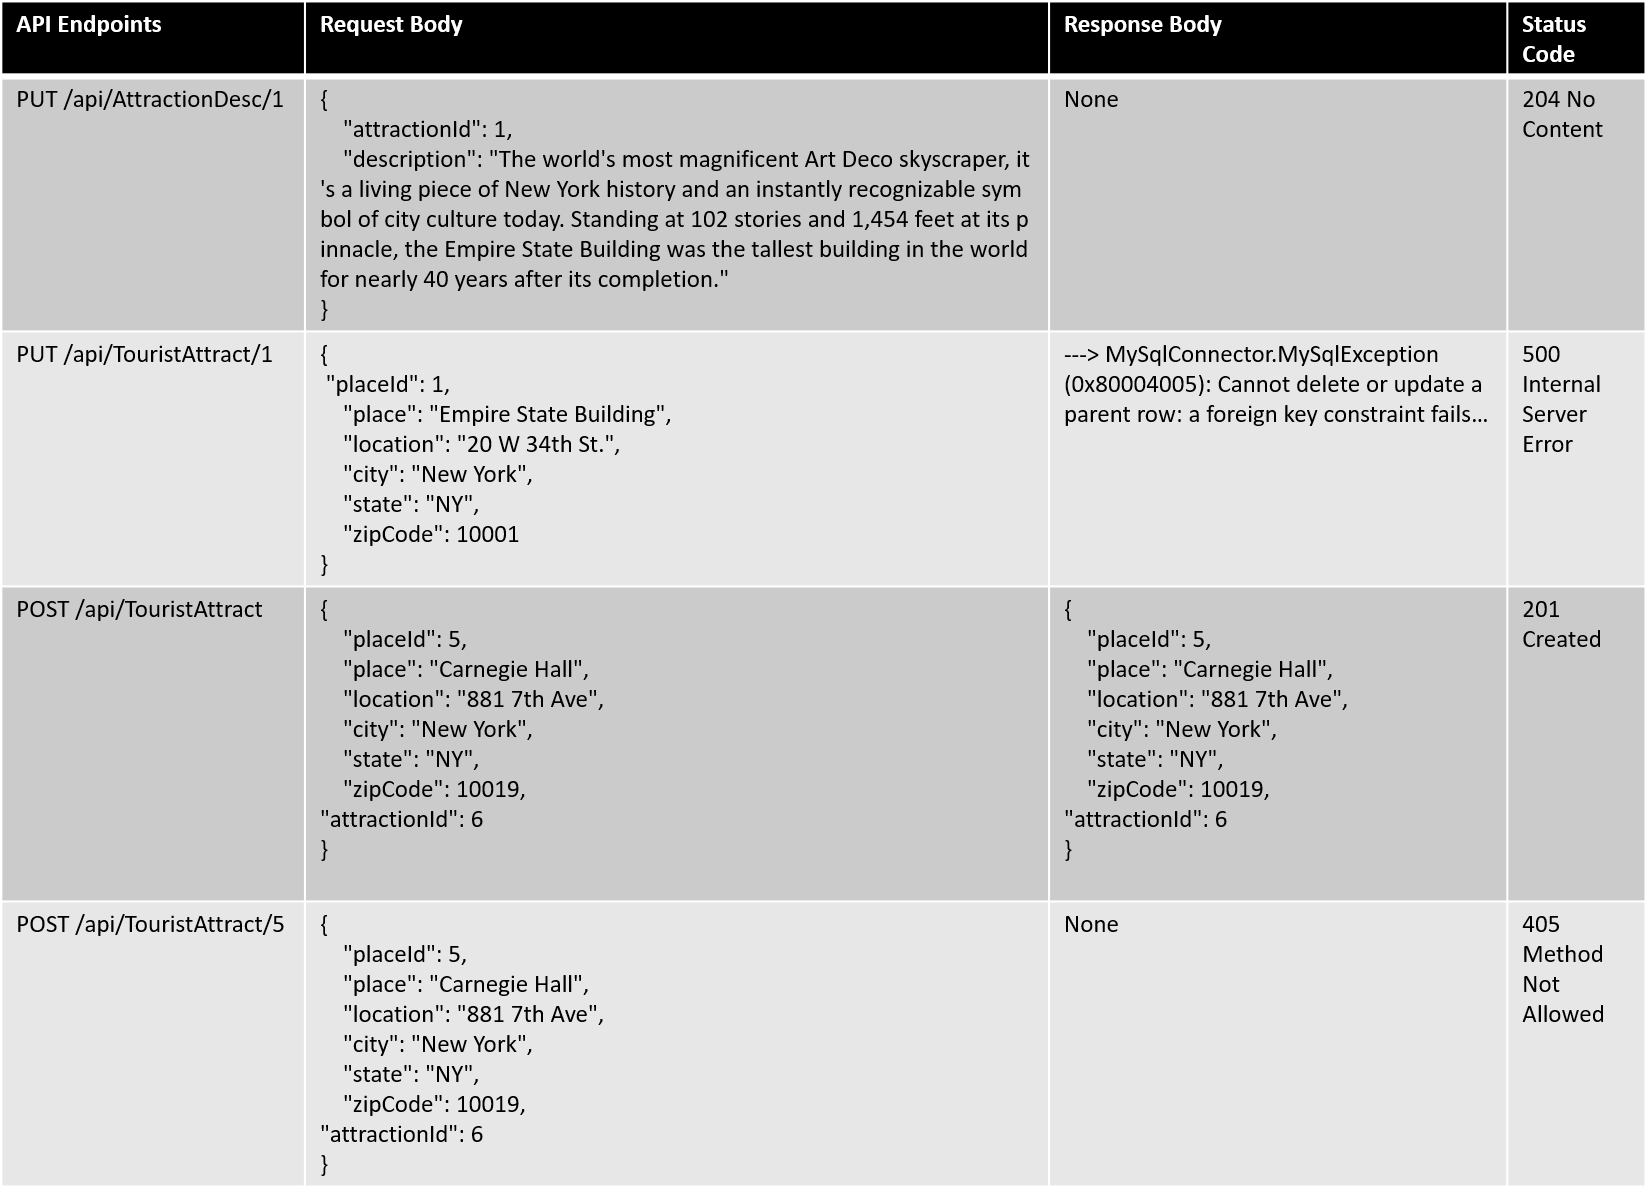 API Endpoints
Request Body
Response Body
Status
Code
PUT /api/AttractionDesc/1
{
"attractionId": 1,
"description": "The world's most magnificent Art Deco skyscraper, it
's a living piece of New York history and an instantly recognizable sym
bol of city culture today. Standing at 102 stories and 1,454 feet at its p
innacle, the Empire State Building was the tallest building in the world
for nearly 40 years after its completion."
}
None
204 No
Content
PUT /api/TouristAttract/1
{
"placeId": 1,
"place": "Empire State Building",
"location": "20 W 34th St.",
"city": "New York",
"state": "NY",
"zipCode": 10001
}
---> MySqlConnector.MySqlException
(0x80004005): Cannot delete or update a
parent row: a foreign key constraint fails...
500
Internal
Server
Error
POST /api/TouristAttract
{
"placeId": 5,
"place": "Carnegie Hall",
"location": "881 7th Ave",
"city": "New York",
"state": "NY",
"zipCode": 10019,
"attractionId": 6
}
{
"placeId": 5,
"place": "Carnegie Hall",
"location": "881 7th Ave",
"city": "New York",
"state": "NY",
"zipCode": 10019,
"attractionId": 6
}
201
Created
POST /api/TouristAttract/5
{
"placeId": 5,
"place": "Carnegie Hall",
"location": "881 7th Ave",
"city": "New York",
"state": "NY",
"zipCode": 10019,
"attractionId": 6
}
None
405
Method
Not
Allowed